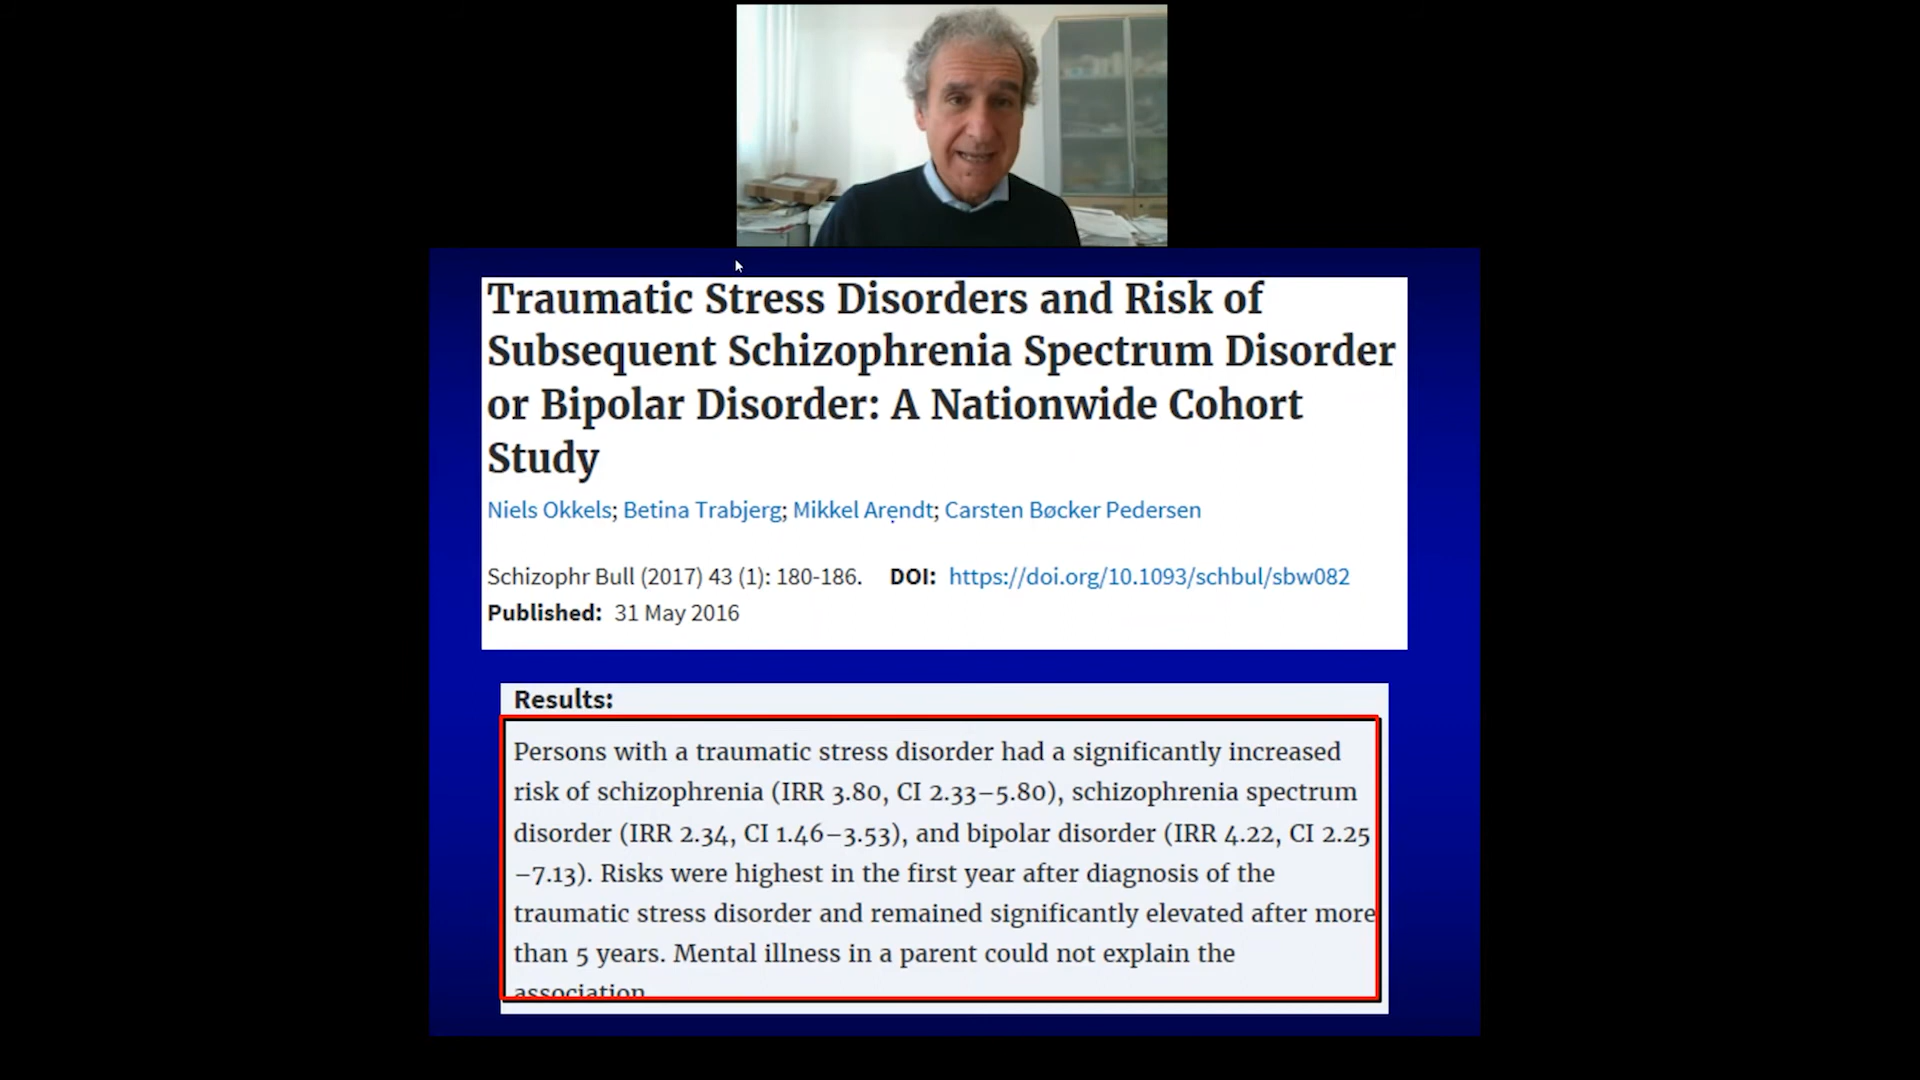 Traumatic Stress Disorders and Risk of
Subsequent Schizophrenia Spectrum Disorder
or Bipolar Disorder: A Nationwide Cohort
Study
Niels Okkels; Betina Trabjerg; Mikkel Arendt; Carsten Bøcker Pedersen
Schizophr Bull (2017) 43 (1): 180-186. DOI: https://doi.org/10.1093/schbul/sbw082
Published: 31 May 2016
Results:
Persons with a traumatic stress disorder had a significantly increased
risk of schizophrenia (IRR 3.80, CI 2.33–5.80), schizophrenia spectrum
disorder (IRR 2.34, CI 1.46–3.53), and bipolar disorder (IRR 4.22, CI 2.25
–7.13). Risks were highest in the first year after diagnosis of the
traumatic stress disorder and remained significantly elevated after more
than 5 years. Mental illness in a parent could not explain the
association